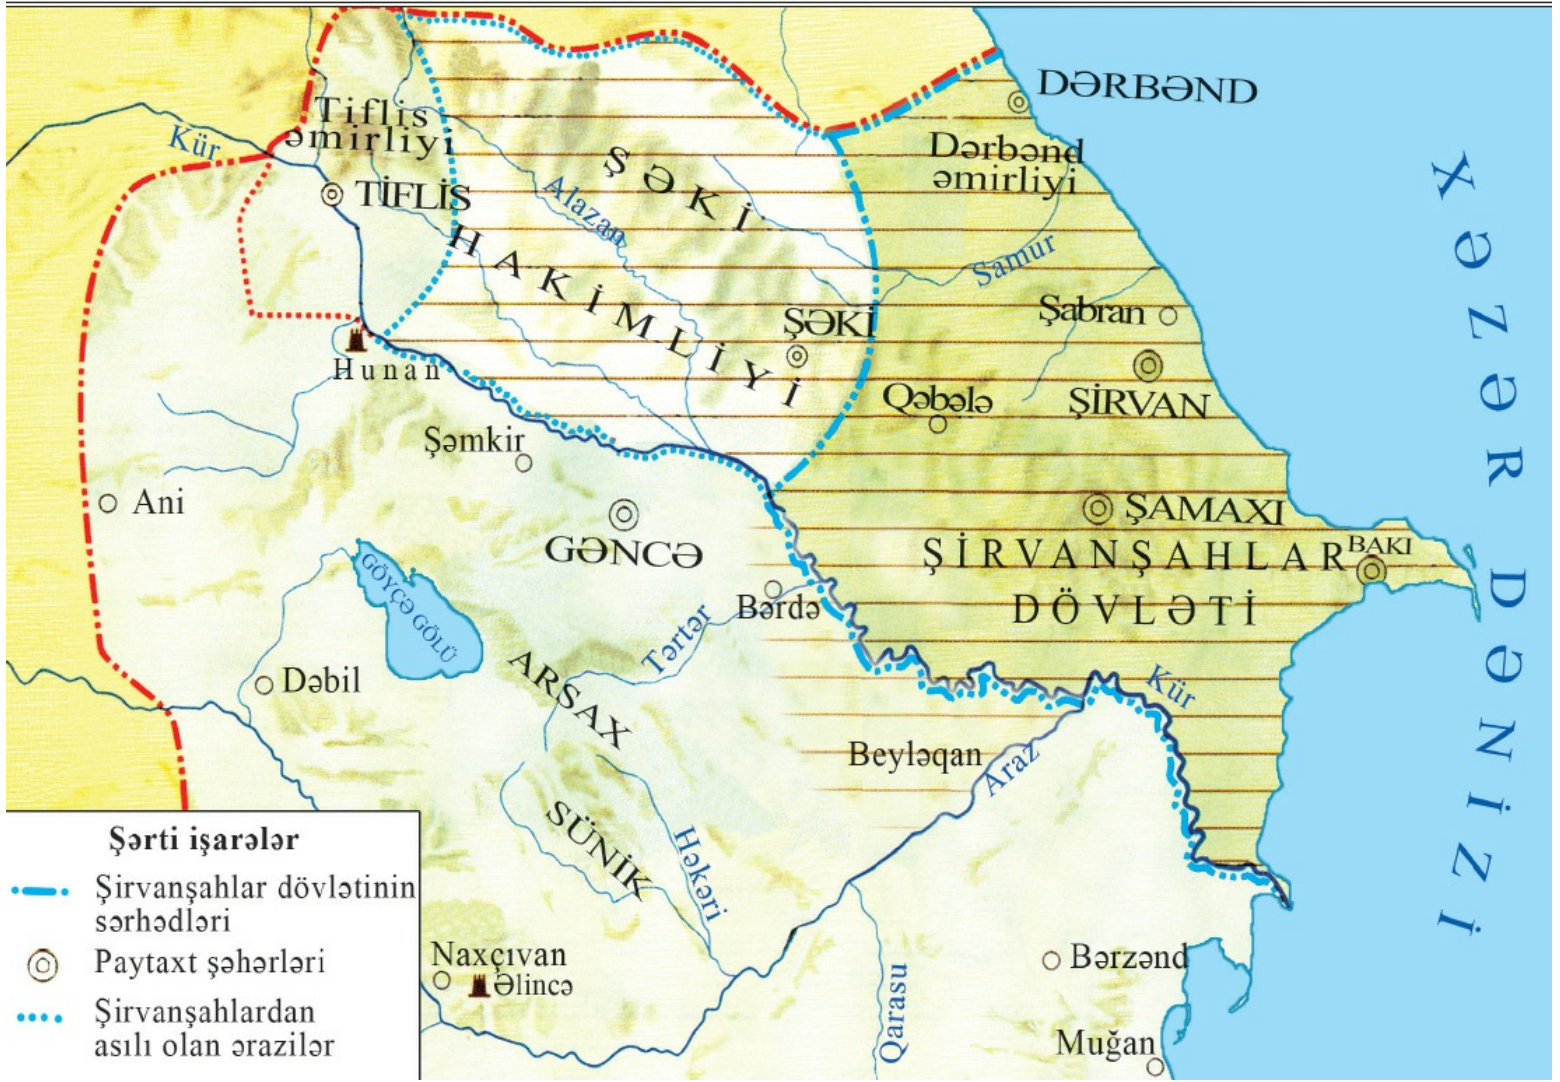 DƏRBƏND
Tiflis
əmirliyi
Kür
Dərbənd
əmirliyi
ŞƏKİ
TİFLİS
Alazan
XƏZƏR DƏNİZİ
HAKİMLİYİ
Samur
Şabran
ŞƏKİ
Hunan
Qəbələ
ŞİRVAN
Şəmkir
Ani
ŞAMAXI
GƏNCƏ
ŞİRVANŞAHLAR
BAKI
GÖYÇƏ GÖLÜ
Bərdə
DÖVLƏTİ
Tərtər
Dəbil
ARSAX
Kür
Beyləqan
Araz
SÜNİK
Həkəri
Naxçıvan
Əlincə
Bərzənd
Qarasu
Muğan
Şərti işarələr
Şirvanşahlar dövlətinin
sərhədləri
Paytaxt şəhərləri
Şirvanşahlardan
asılı olan ərazilər